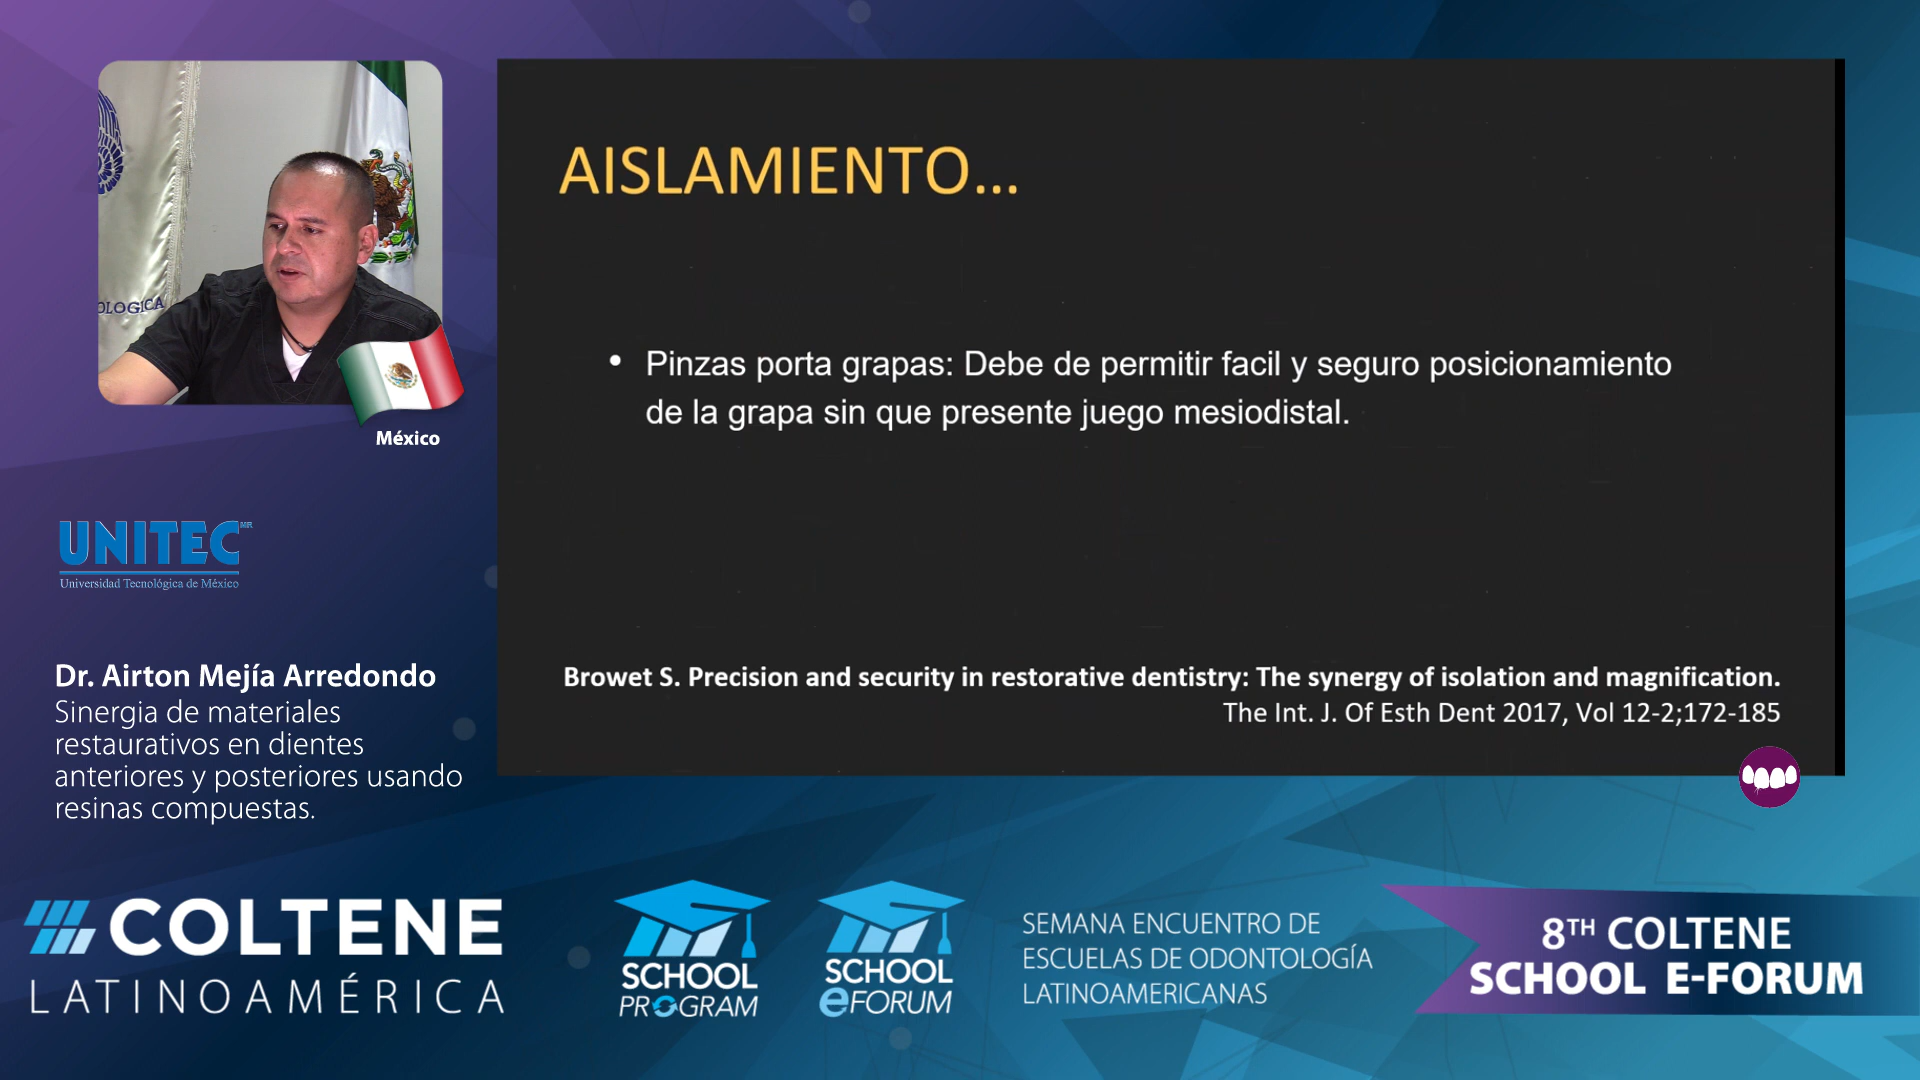 OLOGICA
México
UNITEC MR
Universidad Tecnológica de México
Dr. Airton Mejía Arredondo
Sinergia de materiales
restaurativos en dientes
anteriores y posteriores usando
resinas compuestas.
AISLAMIENTO...
• Pinzas porta grapas: Debe de permitir facil y seguro posicionamiento
de la grapa sin que presente juego mesiodistal.
Browet S. Precision and security in restorative dentistry: The synergy of isolation and magnification.
The Int. J. Of Esth Dent 2017, Vol 12-2;172-185
COLTENE
LATINOAMÉRICA
SCHOOL
PROGRAM
SCHOOL
eFORUM
SEMANA ENCUENTRO DE
ESCUELAS DE ODONTOLOGÍA
LATINOAMERICANAS
8TH COLTENE
SCHOOL E-FORUM